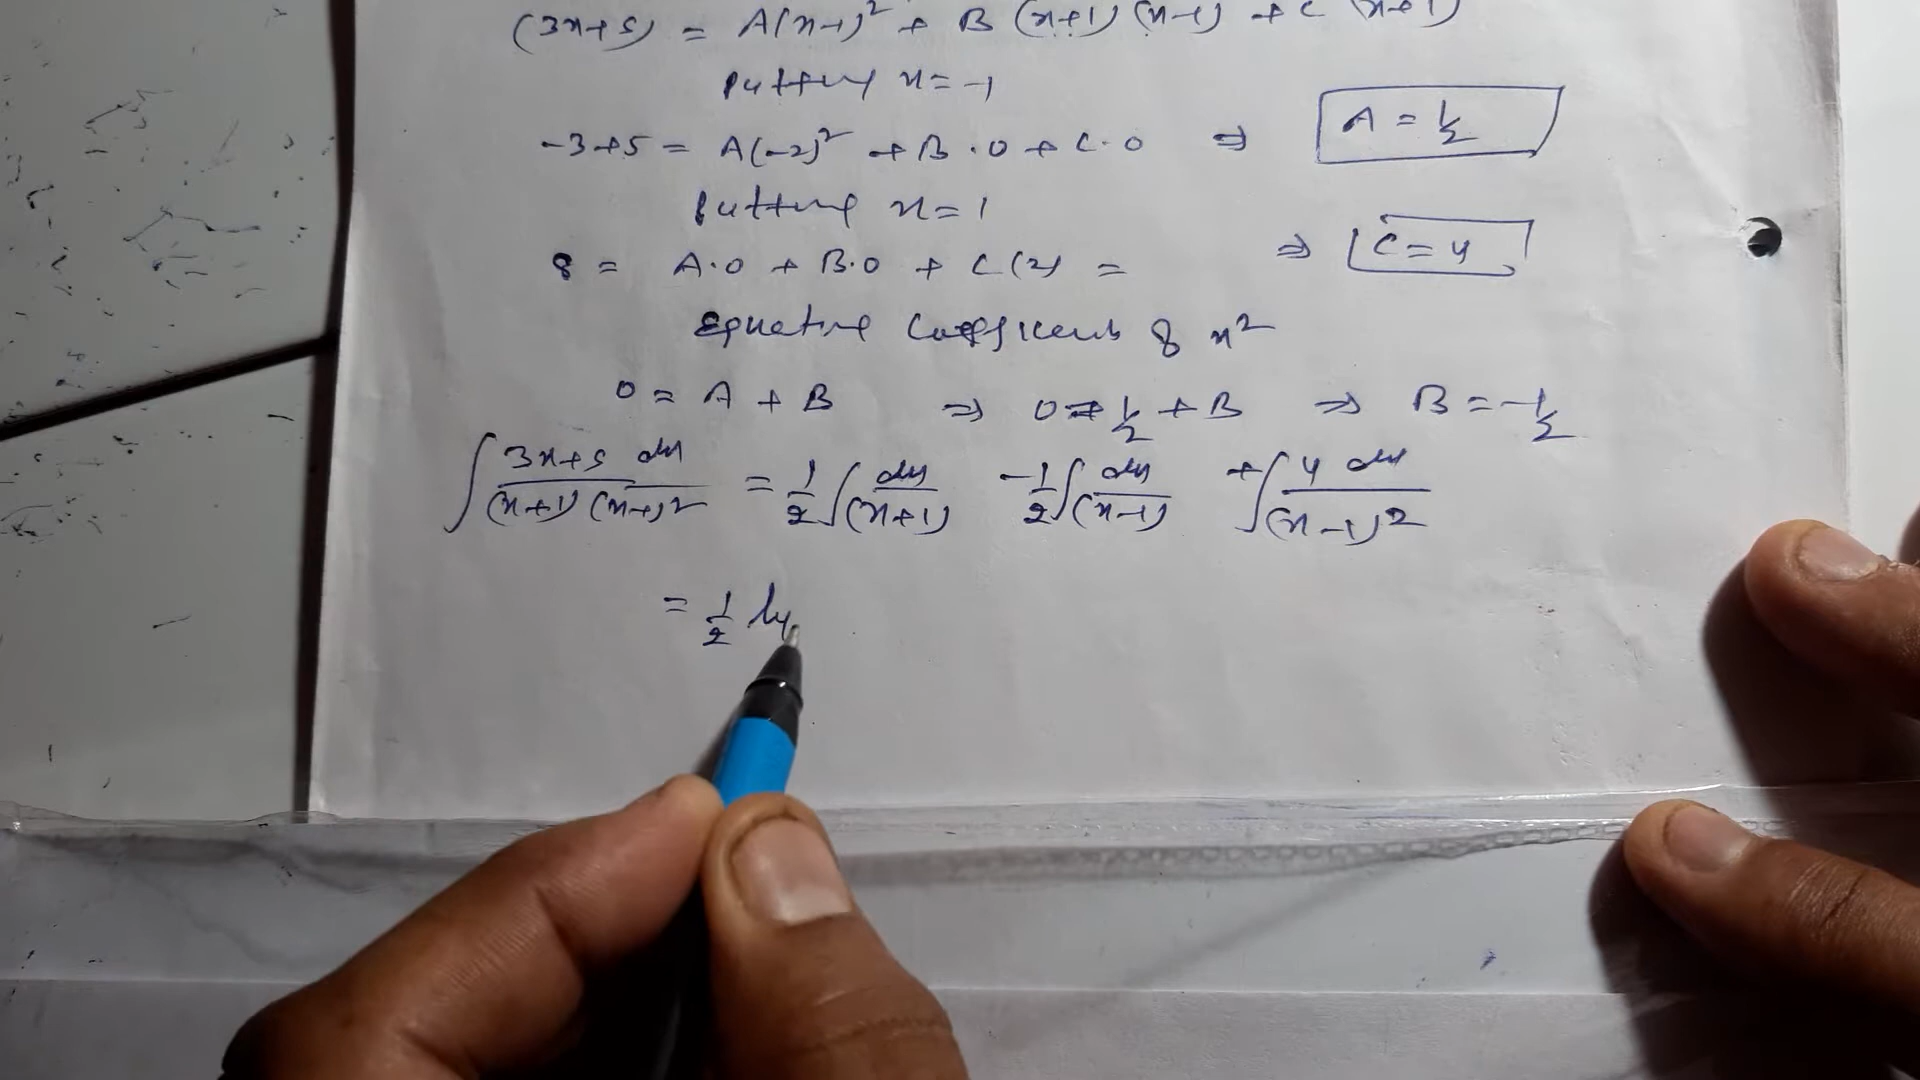 (3x+5) = A(x-1)² + B (x+1) (x-1) + C (x+1)
putting x = -1
-3+5 = A(-2)² + B.0 + C.0 ⇒ A = 1/2
putting x = 1
8 = A.0 + B.0 + C(2) = ⇒ C = 4
Equating Coefficients of x²
0 = A + B ⇒ 0 = 1/2 + B ⇒ B = -1/2
∫ 3x+5 dx / (x+1) (x-1)² = 1/2 ∫ dx / (x+1) - 1/2 ∫ dx / (x-1) + ∫ 4 dx / (x-1)²
= 1/2 log